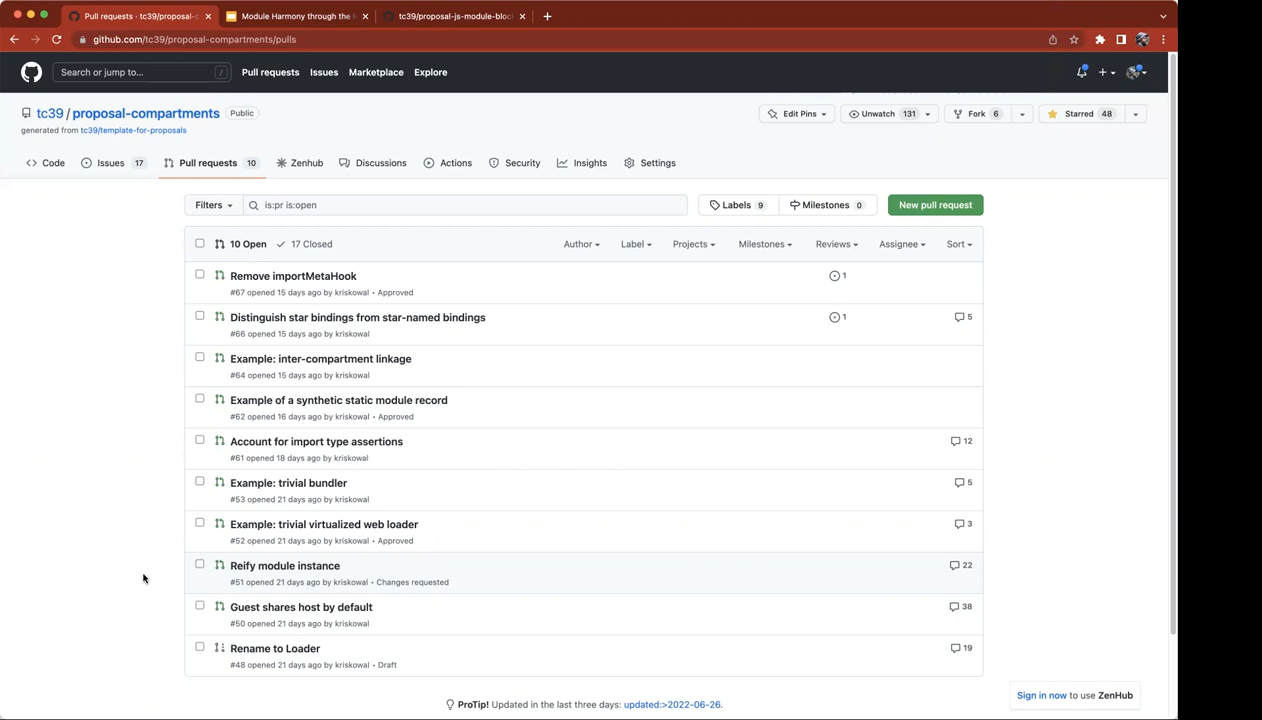 Pull requests · tc39/proposal-c
Module Harmony through the
tc39/proposal-js-module-block
github.com/tc39/proposal-compartments/pulls
Search or jump to... /
Pull requests Issues Marketplace Explore
tc39 / proposal-compartments Public
generated from tc39/template-for-proposals
Edit Pins Unwatch 131 Fork 6 Starred 48
Code Issues 17 Pull requests 10 Zenhub Discussions Actions Security Insights Settings
Filters is:pr is:open Labels 9 Milestones 0 New pull request
10 Open 17 Closed Author Label Projects Milestones Reviews Assignee Sort
Remove importMetaHook 1
#67 opened 15 days ago by kriskowal • Approved
Distinguish star bindings from star-named bindings 1 5
#66 opened 15 days ago by kriskowal
Example: inter-compartment linkage
#64 opened 15 days ago by kriskowal
Example of a synthetic static module record
#62 opened 16 days ago by kriskowal • Approved
Account for import type assertions 12
#61 opened 18 days ago by kriskowal
Example: trivial bundler 5
#53 opened 21 days ago by kriskowal
Example: trivial virtualized web loader 3
#52 opened 21 days ago by kriskowal • Approved
Reify module instance 22
#51 opened 21 days ago by kriskowal • Changes requested
Guest shares host by default 38
#50 opened 21 days ago by kriskowal
Rename to Loader 19
#48 opened 21 days ago by kriskowal • Draft
ProTip! Updated in the last three days: updated:>2022-06-26.
Sign in now to use ZenHub